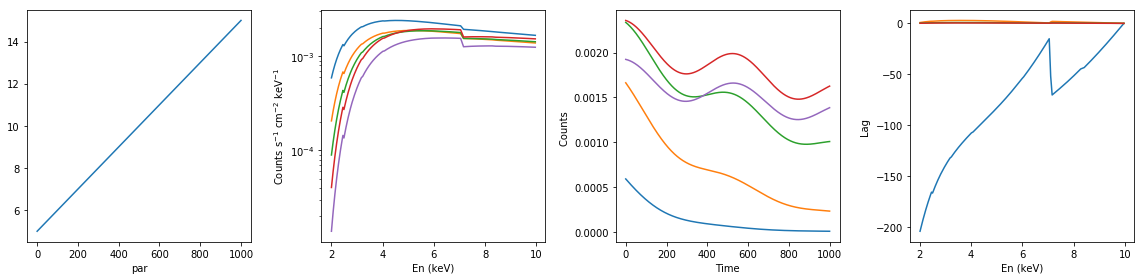 14
12
10
8
6
0 200 400 600 800 1000
par
Counts s⁻¹ cm⁻² keV⁻¹
10⁻³
10⁻⁴
2 4 6 8 10
En (keV)
Counts
0.0020
0.0015
0.0010
0.0005
0.0000
0 200 400 600 800 1000
Time
Lag
0
−50
−100
−150
−200
2 4 6 8 10
En (keV)